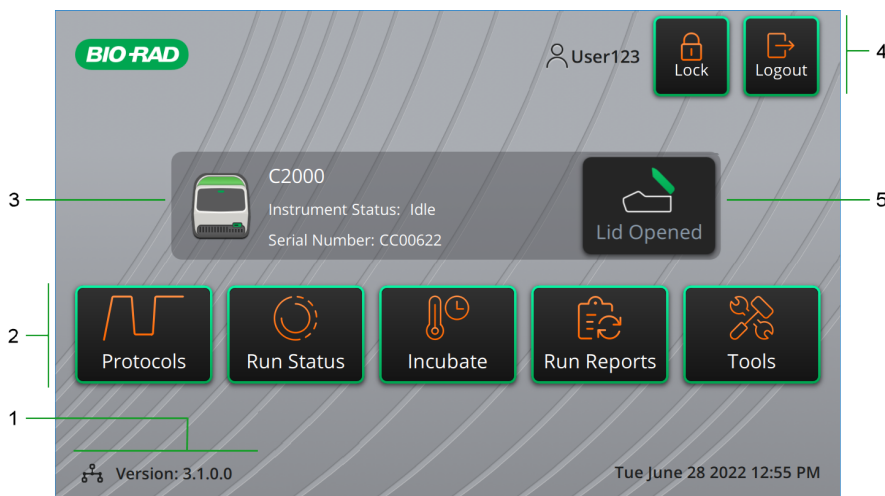 BIO-RAD
User123
Lock
Logout
4
C2000
Instrument Status: Idle
Serial Number: CC00622
Lid Opened
3
5
2
Protocols
Run Status
Incubate
Run Reports
Tools
1
Version: 3.1.0.0
Tue June 28 2022 12:55 PM